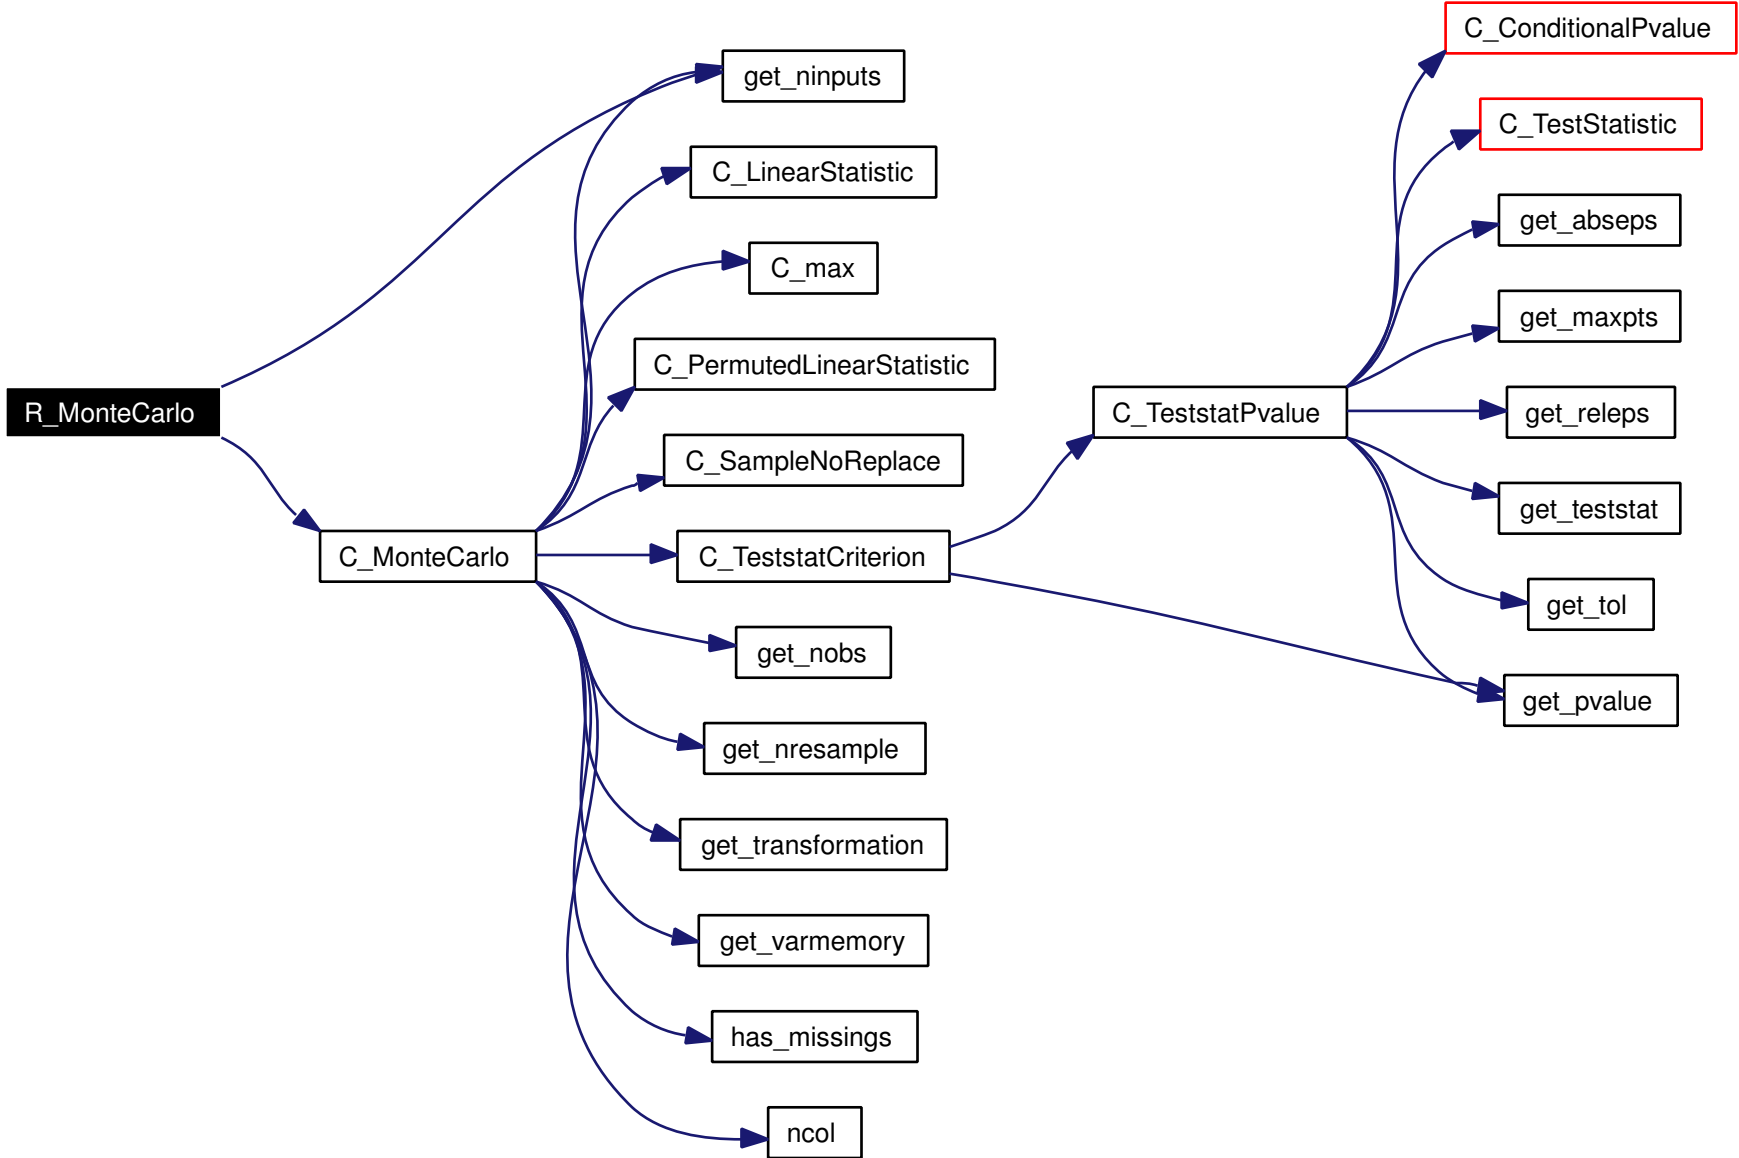 R_MonteCarlo
C_MonteCarlo
get_ninputs
C_LinearStatistic
C_max
C_PermutedLinearStatistic
C_SampleNoReplace
C_TeststatCriterion
get_nobs
get_nresample
get_transformation
get_varmemory
has_missings
ncol
C_TeststatPvalue
C_ConditionalPvalue
C_TestStatistic
get_abseps
get_maxpts
get_releps
get_teststat
get_tol
get_pvalue